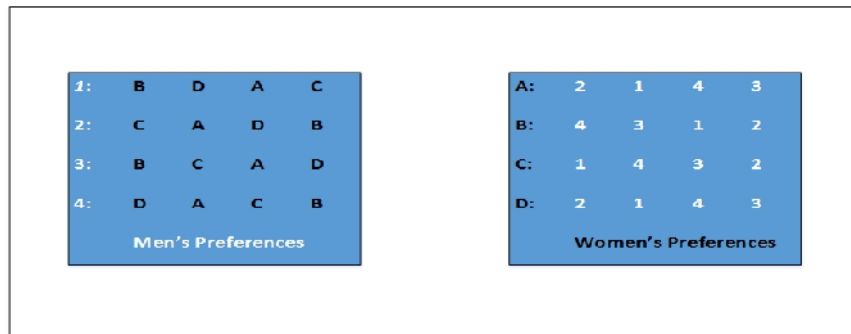 1: B D A C
2: C A D B
3: B C A D
4: D A C B
Men's Preferences
A: 2 1 4 3
B: 4 3 1 2
C: 1 4 3 2
D: 2 1 4 3
Women's Preferences